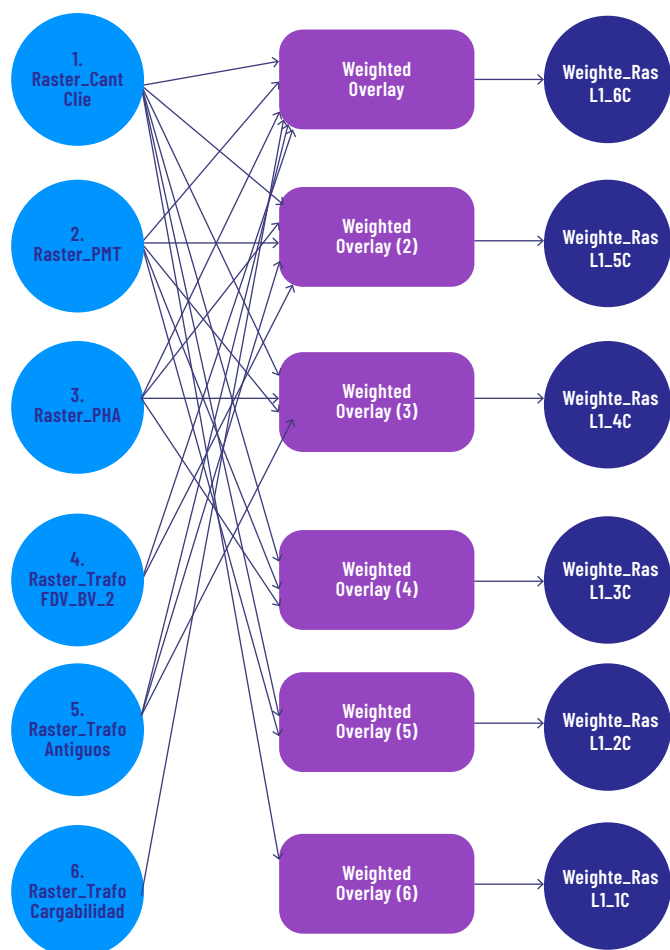 1.
Raster_Cant
Clie
Weighted
Overlay
Weighte_Ras
L1_6C
2.
Raster_PMT
Weighted
Overlay (2)
Weighte_Ras
L1_5C
3.
Raster_PHA
Weighted
Overlay (3)
Weighte_Ras
L1_4C
4.
Raster_Trafo
FDV_BV_2
Weighted
Overlay (4)
Weighte_Ras
L1_3C
5.
Raster_Trafo
Antiguos
Weighted
Overlay (5)
Weighte_Ras
L1_2C
6.
Raster_Trafo
Cargabilidad
Weighted
Overlay (6)
Weighte_Ras
L1_1C